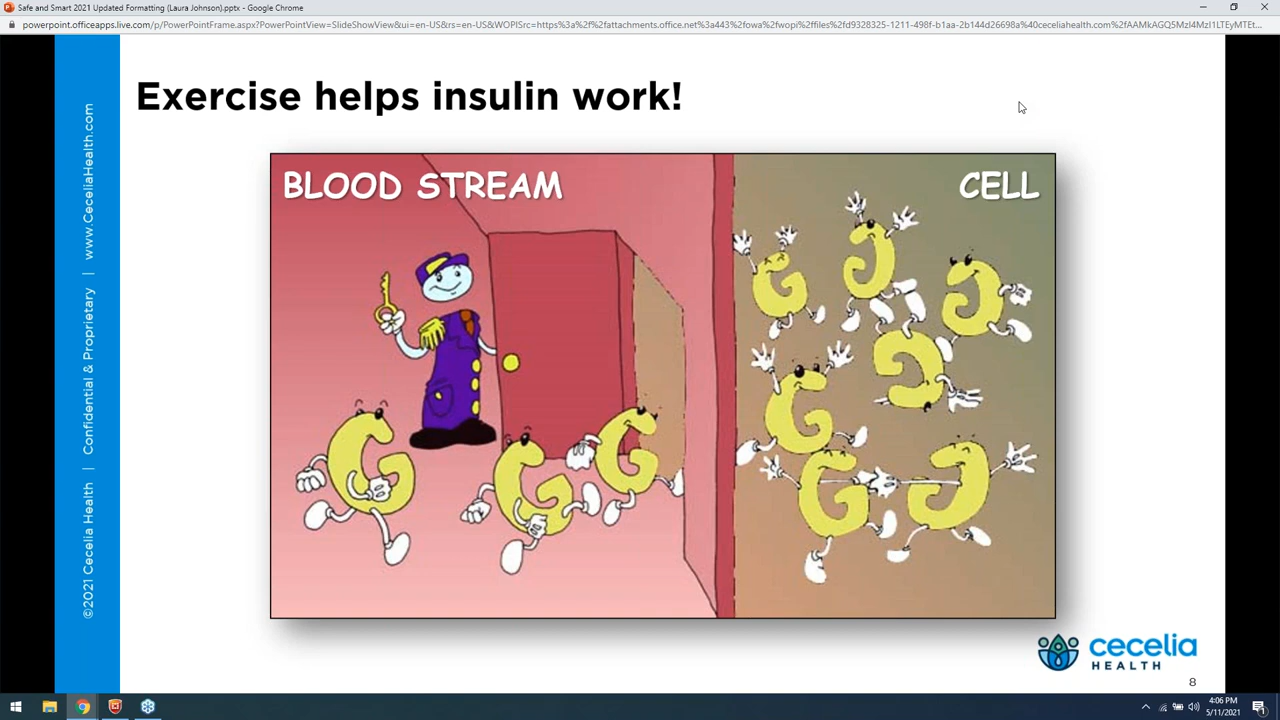 Safe and Smart 2021 Updated Formatting (Laura Johnson).pptx - Google Chrome
Exercise helps insulin work!
BLOOD STREAM
CELL
G
G
G
G
G
G
G
G
G
G
©2021 Cecelia Health | Confidential & Proprietary | www.CeceliaHealth.com
cecelia
HEALTH
8
4:06 PM
5/11/2021